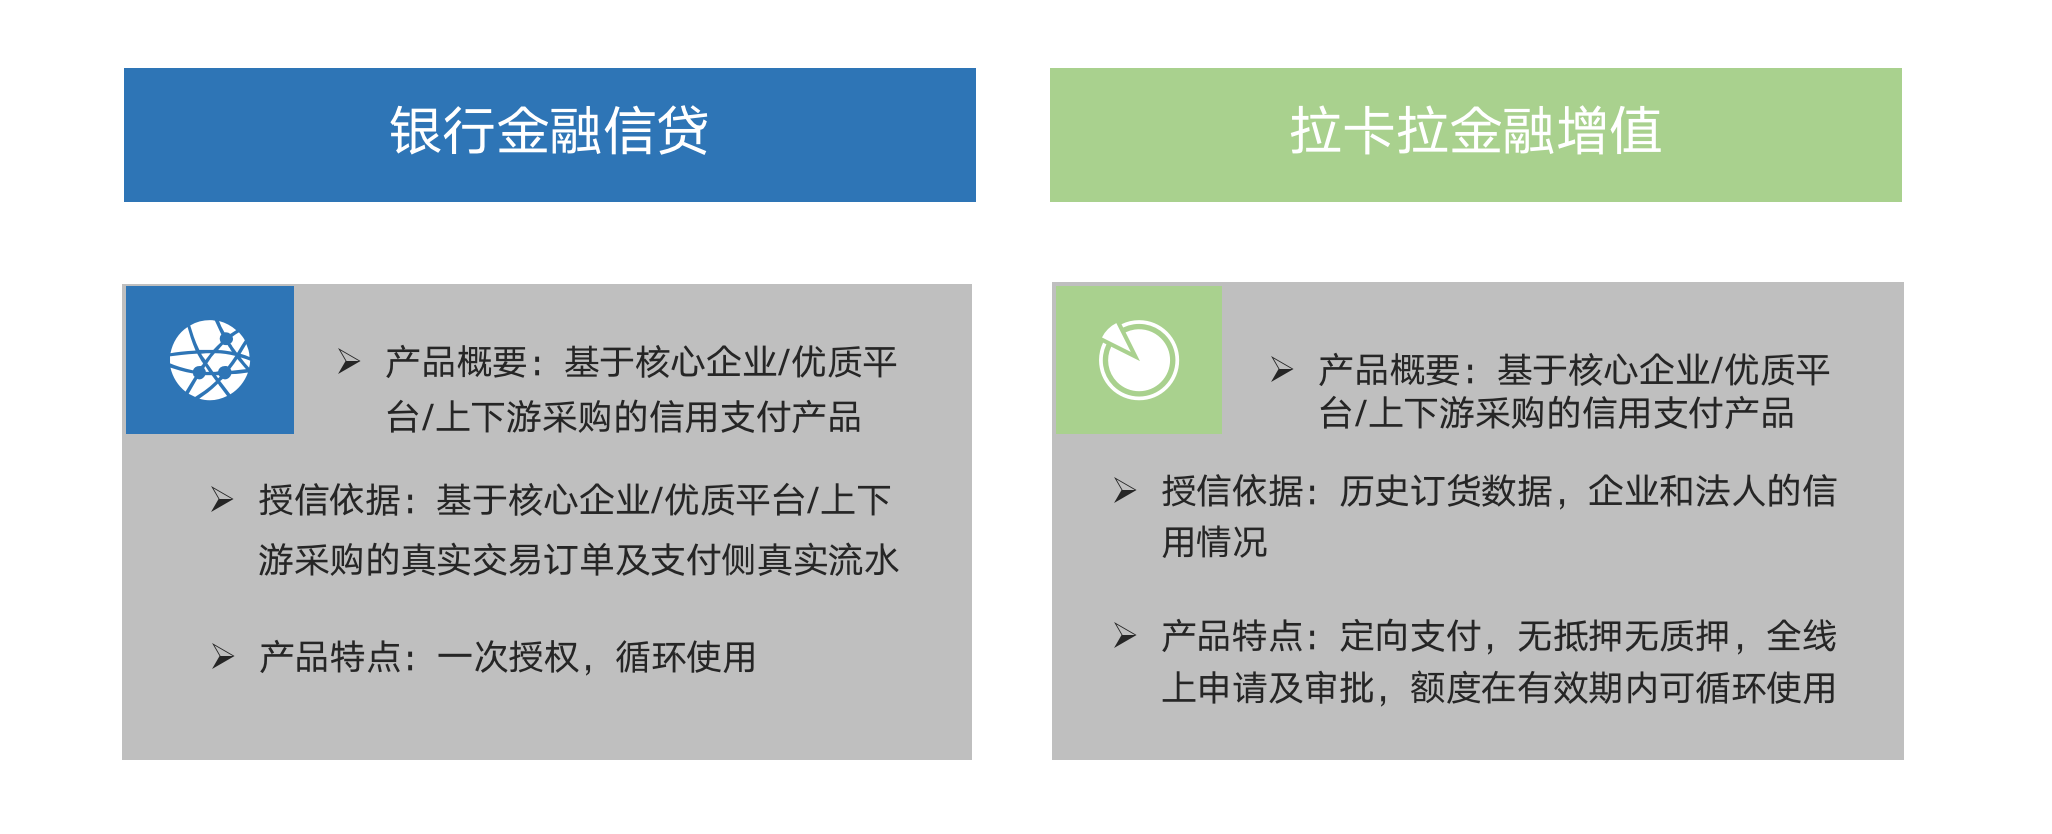 银行金融信贷
拉卡拉金融增值
➢ 产品概要：基于核心企业/优质平
台/上下游采购的信用支付产品
➢ 授信依据：基于核心企业/优质平台/上下
游采购的真实交易订单及支付侧真实流水
➢ 产品特点：一次授权，循环使用
➢ 产品概要：基于核心企业/优质平
台/上下游采购的信用支付产品
➢ 授信依据：历史订货数据，企业和法人的信
用情况
➢ 产品特点：定向支付，无抵押无质押，全线
上申请及审批，额度在有效期内可循环使用